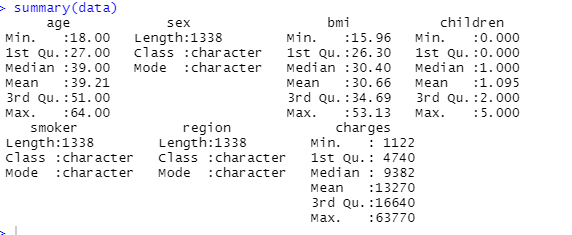 > summary(data)
      age            sex                 bmi           children
 Min.   :18.00   Length:1338        Min.   :15.96   Min.   :0.000
 1st Qu.:27.00   Class :character   1st Qu.:26.30   1st Qu.:0.000
 Median :39.00   Mode  :character   Median :30.40   Median :1.000
 Mean   :39.21                      Mean   :30.66   Mean   :1.095
 3rd Qu.:51.00                      3rd Qu.:34.69   3rd Qu.:2.000
 Max.   :64.00                      Max.   :53.13   Max.   :5.000
    smoker             region             charges
 Length:1338        Length:1338        Min.   : 1122
 Class :character   Class :character   1st Qu.: 4740
 Mode  :character   Mode  :character   Median : 9382
                                       Mean   :13270
                                       3rd Qu.:16640
                                       Max.   :63770
>